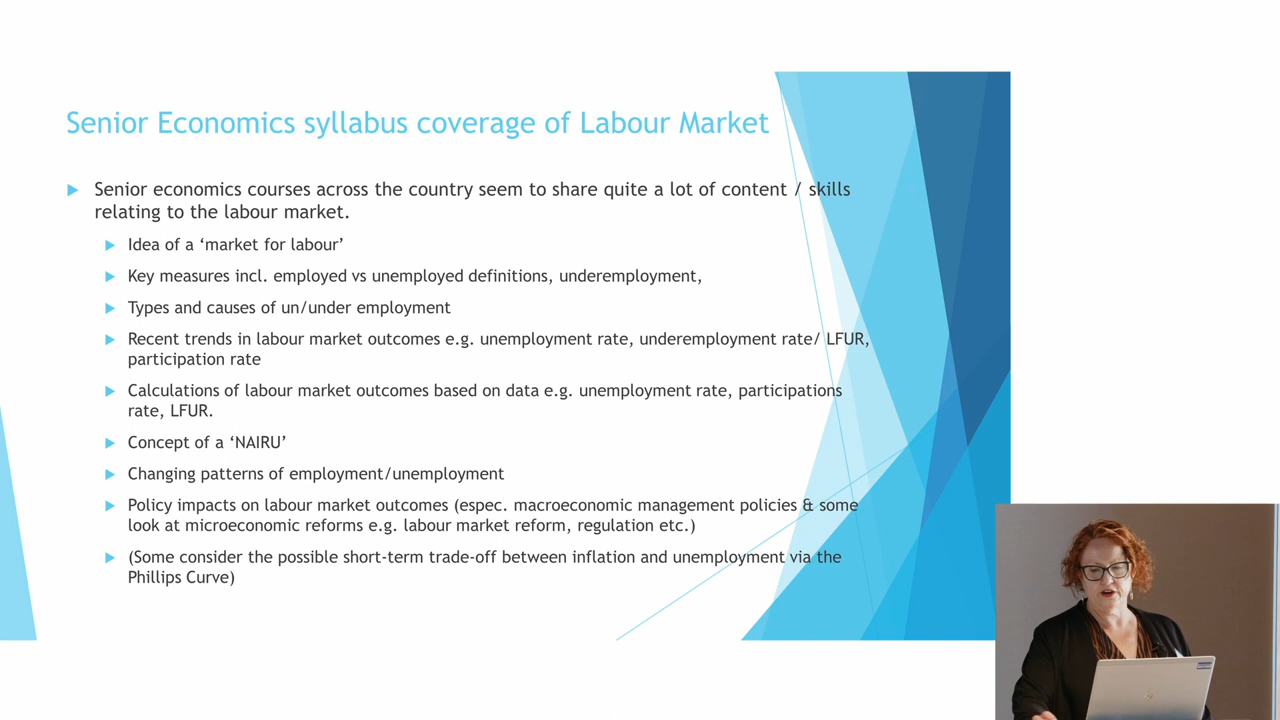 Senior Economics syllabus coverage of Labour Market
Senior economics courses across the country seem to share quite a lot of content / skills
relating to the labour market.
Idea of a ‘market for labour’
Key measures incl. employed vs unemployed definitions, underemployment,
Types and causes of un/under employment
Recent trends in labour market outcomes e.g. unemployment rate, underemployment rate/ LFUR,
participation rate
Calculations of labour market outcomes based on data e.g. unemployment rate, participations
rate, LFUR.
Concept of a ‘NAIRU’
Changing patterns of employment/unemployment
Policy impacts on labour market outcomes (espec. macroeconomic management policies & some
look at microeconomic reforms e.g. labour market reform, regulation etc.)
(Some consider the possible short-term trade-off between inflation and unemployment via the
Phillips Curve)